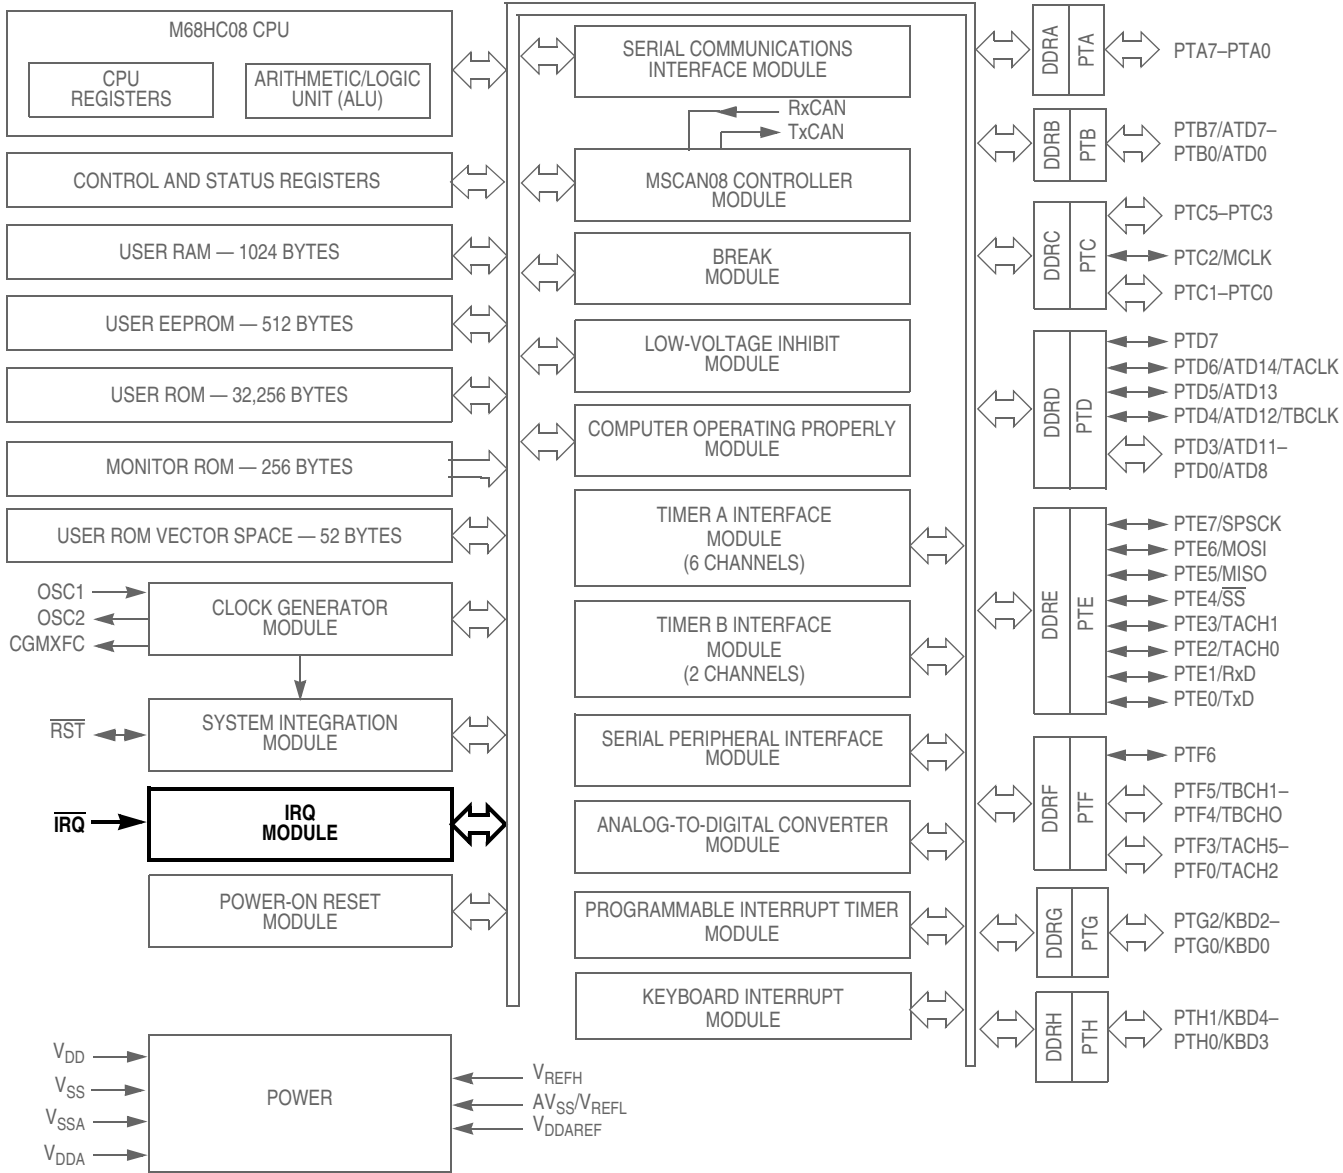 M68HC08 CPU
CPU
REGISTERS
ARITHMETIC/LOGIC
UNIT (ALU)
CONTROL AND STATUS REGISTERS
USER RAM — 1024 BYTES
USER EEPROM — 512 BYTES
USER ROM — 32,256 BYTES
MONITOR ROM — 256 BYTES
USER ROM VECTOR SPACE — 52 BYTES
OSC1
OSC2
CGMXFC
CLOCK GENERATOR
MODULE
RST
SYSTEM INTEGRATION
MODULE
IRQ
IRQ
MODULE
POWER-ON RESET
MODULE
VDD
VSS
VSSA
VDDA
POWER
VREFH
AVSS/VREFL
VDDAREF
SERIAL COMMUNICATIONS
INTERFACE MODULE
RxCAN
TxCAN
MSCAN08 CONTROLLER
MODULE
BREAK
MODULE
LOW-VOLTAGE INHIBIT
MODULE
COMPUTER OPERATING PROPERLY
MODULE
TIMER A INTERFACE
MODULE
(6 CHANNELS)
TIMER B INTERFACE
MODULE
(2 CHANNELS)
SERIAL PERIPHERAL INTERFACE
MODULE
ANALOG-TO-DIGITAL CONVERTER
MODULE
PROGRAMMABLE INTERRUPT TIMER
MODULE
KEYBOARD INTERRUPT
MODULE
DDRA
PTA
PTA7–PTA0
DDRB
PTB
PTB7/ATD7–
PTB0/ATD0
DDRC
PTC
PTC5–PTC3
PTC2/MCLK
PTC1–PTC0
DDRD
PTD
PTD7
PTD6/ATD14/TACLK
PTD5/ATD13
PTD4/ATD12/TBCLK
PTD3/ATD11–
PTD0/ATD8
DDRE
PTE
PTE7/SPSCK
PTE6/MOSI
PTE5/MISO
PTE4/SS
PTE3/TACH1
PTE2/TACH0
PTE1/RxD
PTE0/TxD
DDRF
PTF
PTF6
PTF5/TBCH1–
PTF4/TBCHO
PTF3/TACH5–
PTF0/TACH2
DDRG
PTG
PTG2/KBD2–
PTG0/KBD0
DDRH
PTH
PTH1/KBD4–
PTH0/KBD3